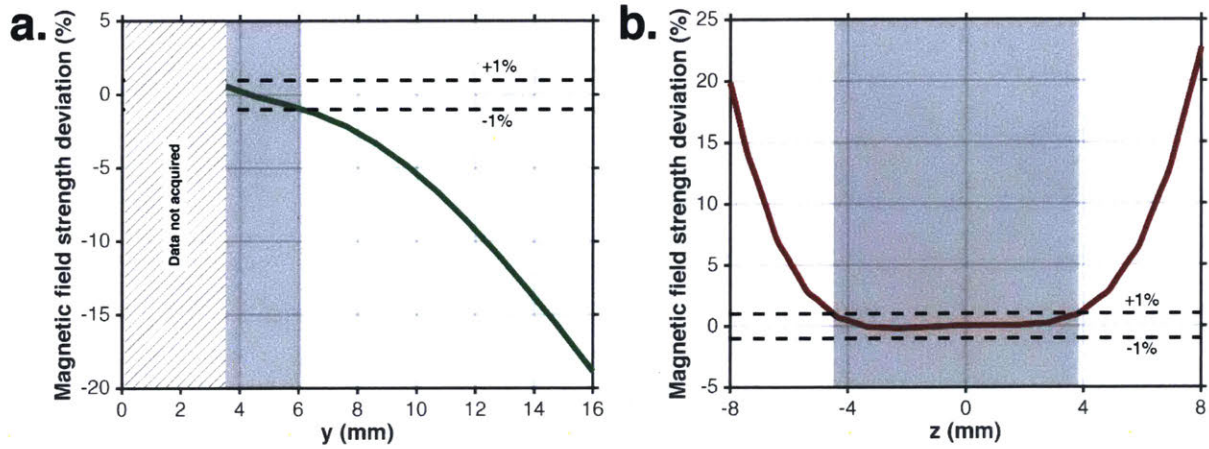 a.
Magnetic field strength deviation (%)
5
0
-5
-10
-15
-20
Data not acquired
+1%
-1%
0 2 4 6 8 10 12 14 16
y (mm)
b.
Magnetic field strength deviation (%)
25
20
15
10
5
0
-5
+1%
-1%
-8 -4 0 4 8
z (mm)